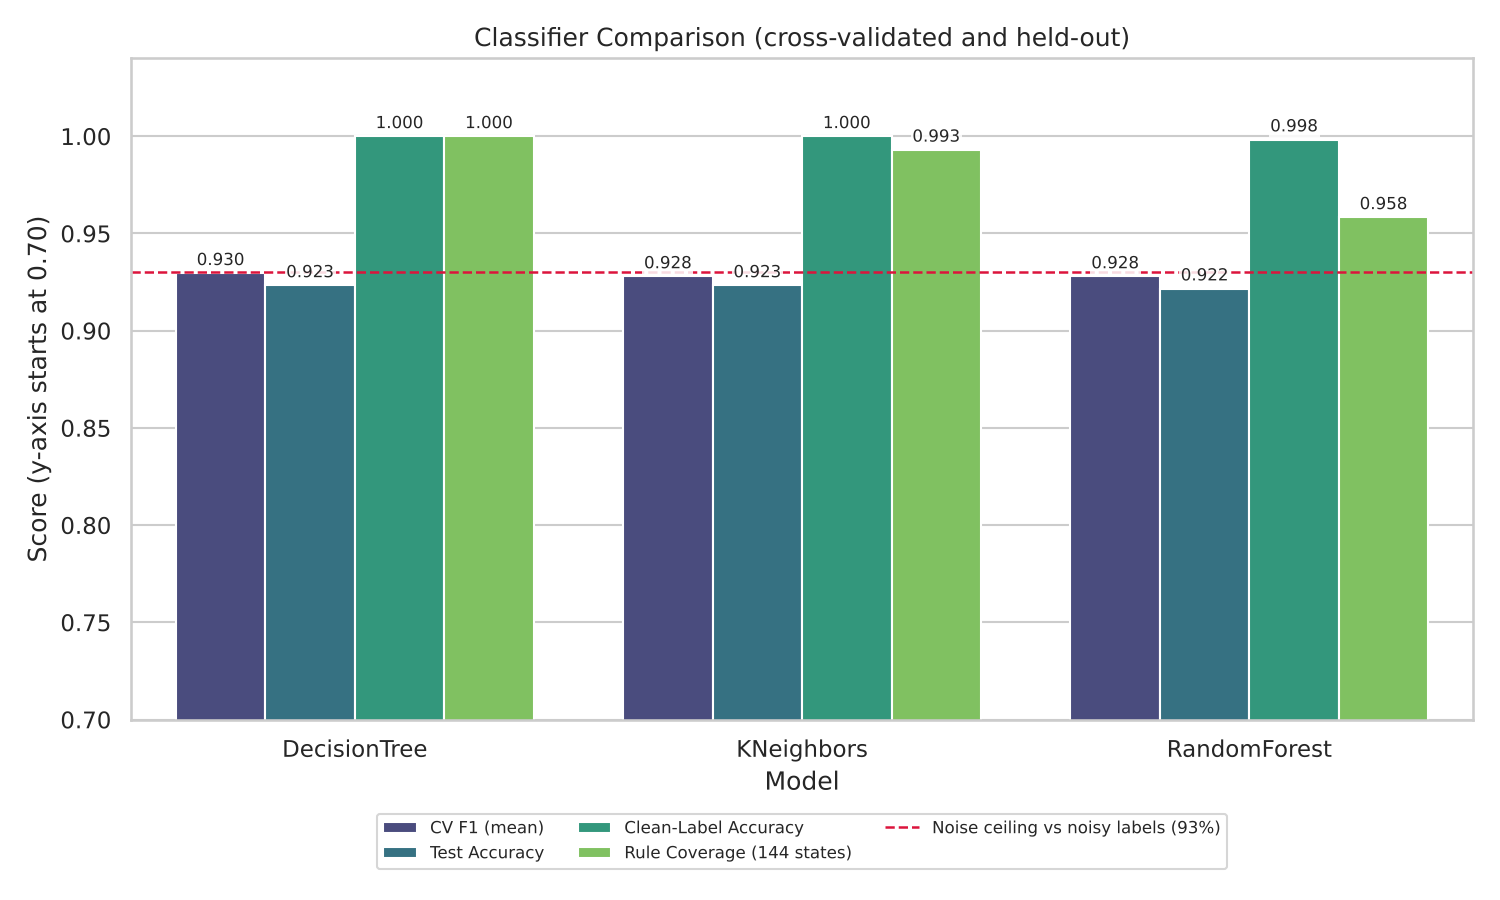 Classifier Comparison (cross-validated and held-out)
Score (y-axis starts at 0.70)
1.00
0.95
0.90
0.85
0.80
0.75
0.70
0.930
0.923
1.000
1.000
0.928
0.923
1.000
0.993
0.928
0.922
0.998
0.958
DecisionTree
KNeighbors
RandomForest
Model
CV F1 (mean)
Test Accuracy
Clean-Label Accuracy
Rule Coverage (144 states)
Noise ceiling vs noisy labels (93%)